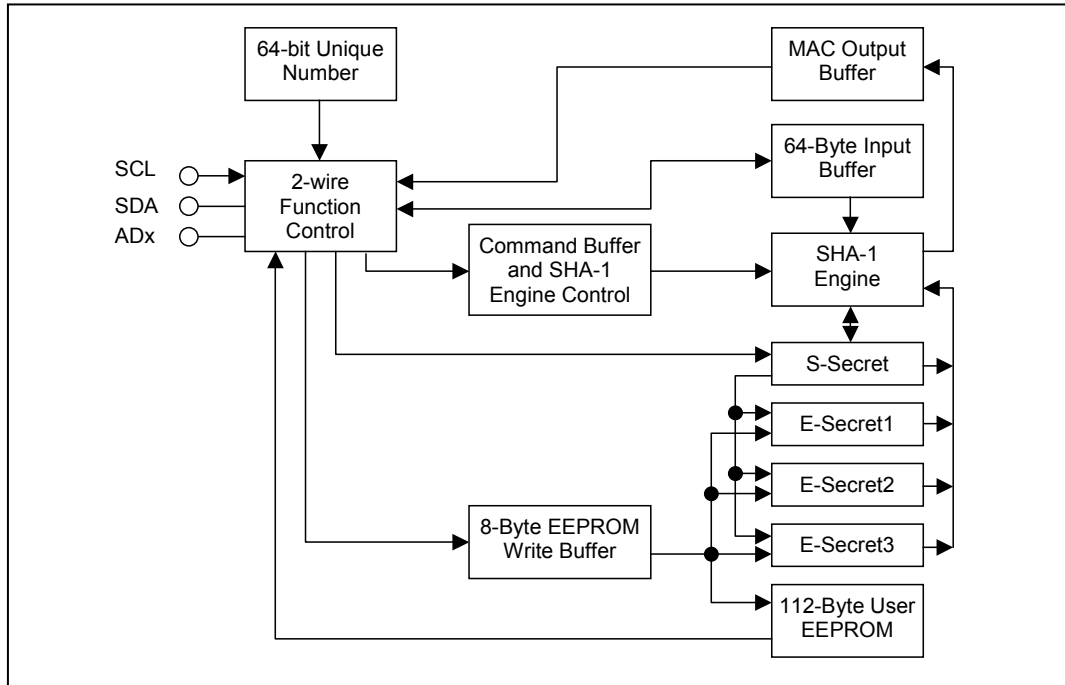 64-bit Unique
Number
MAC Output
Buffer
64-Byte Input
Buffer
SCL
SDA
ADx
2-wire
Function
Control
Command Buffer
and SHA-1
Engine Control
SHA-1
Engine
S-Secret
E-Secret1
E-Secret2
E-Secret3
8-Byte EEPROM
Write Buffer
112-Byte User
EEPROM